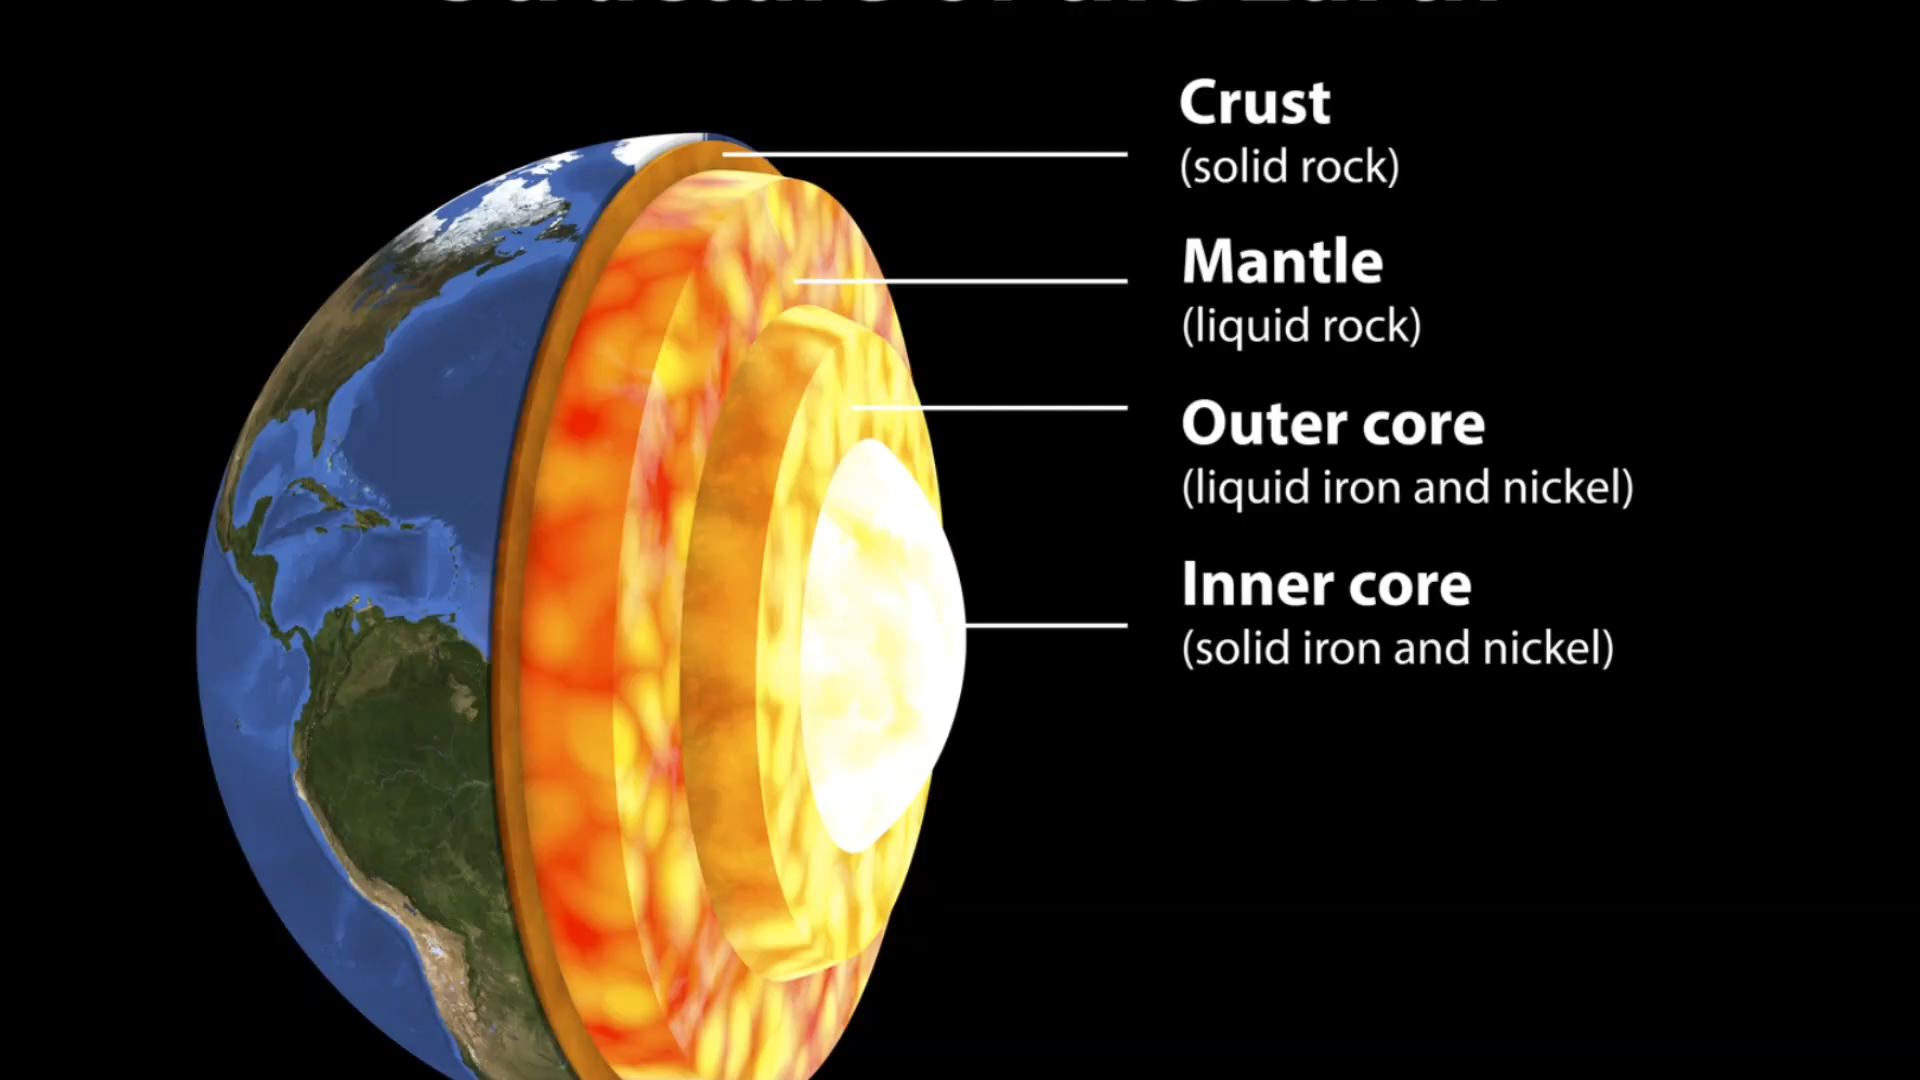 Crust
(solid rock)
Mantle
(liquid rock)
Outer core
(liquid iron and nickel)
Inner core
(solid iron and nickel)